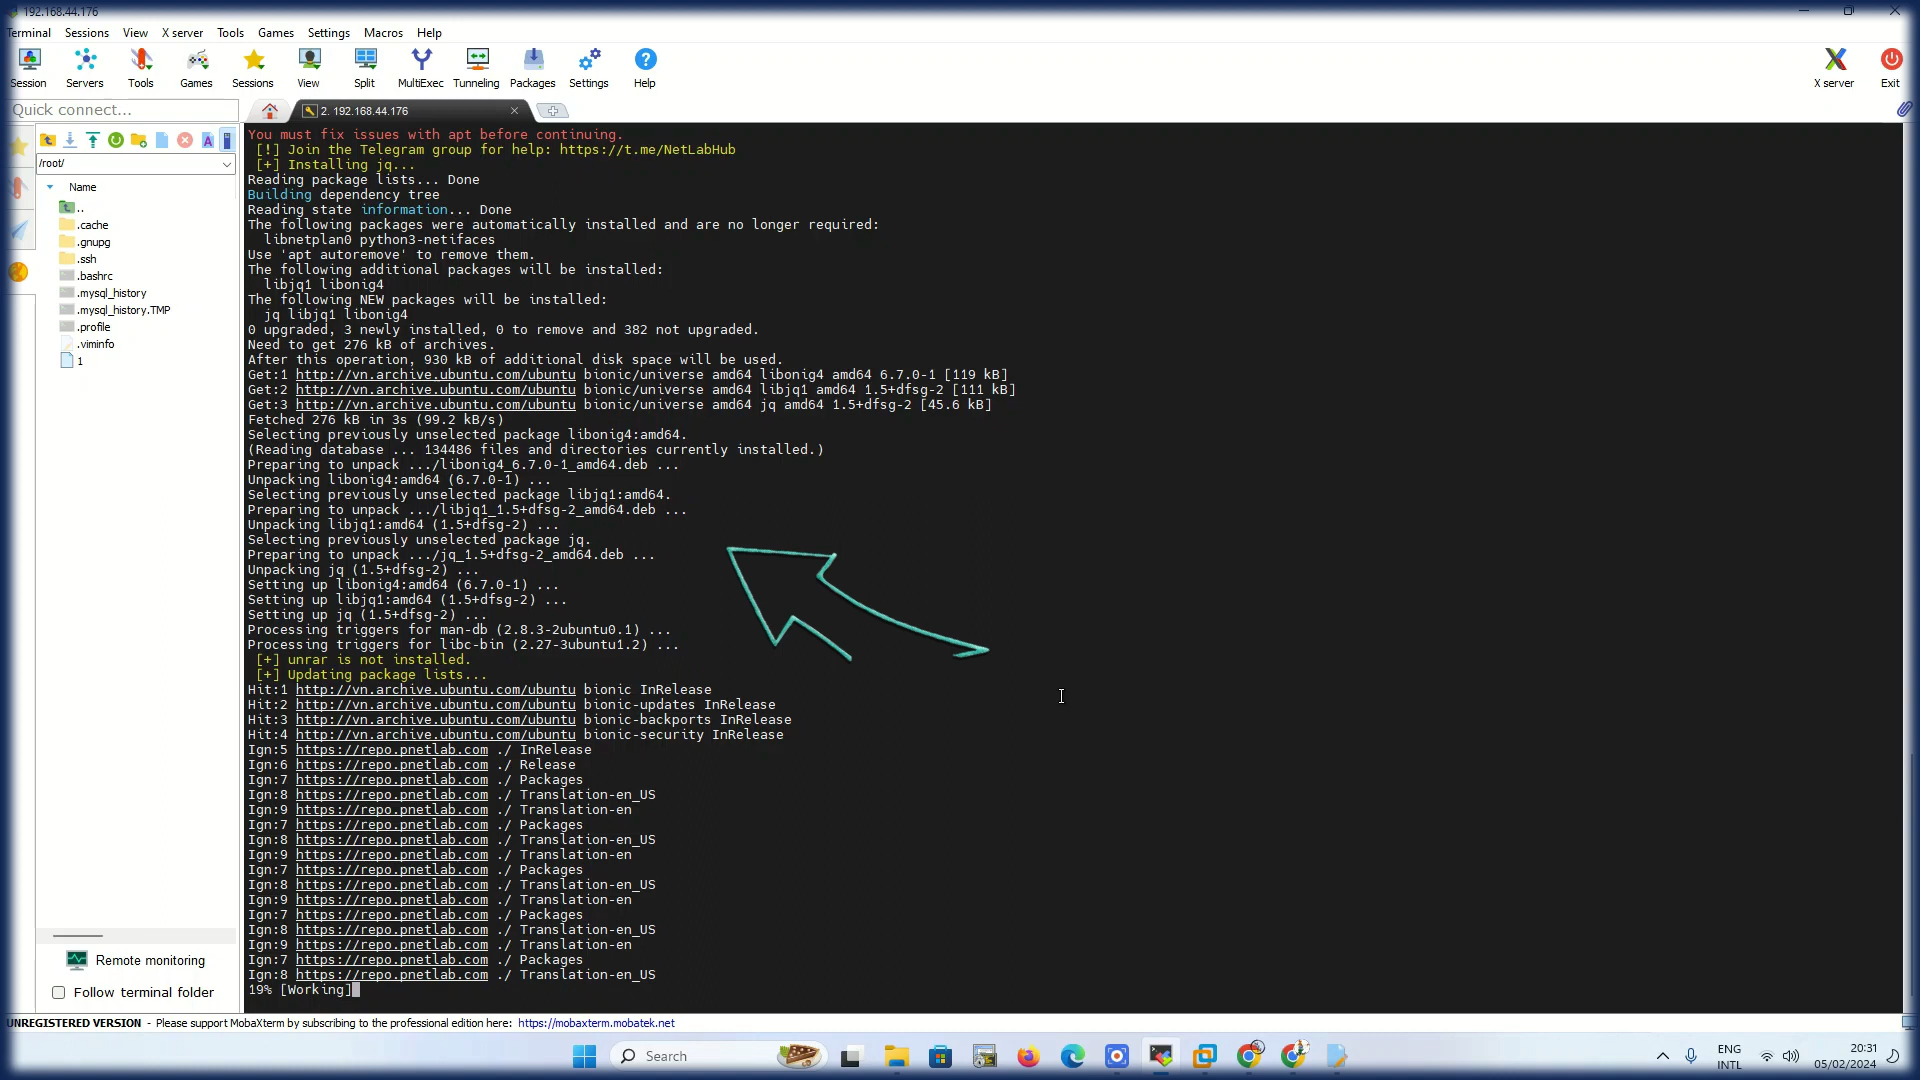 192.168.44.176
Terminal Sessions View X server Tools Games Settings Macros Help
Session Servers Tools Games Sessions View Split MultiExec Tunneling Packages Settings Help X server Exit
Quick connect...
2. 192.168.44.176
/root/
Name
..
.cache
.gnupg
.ssh
.bashrc
.mysql_history
.mysql_history.TMP
.profile
.viminfo
1
Remote monitoring
Follow terminal folder
You must fix issues with apt before continuing.
[!] Join the Telegram group for help: https://t.me/NetLabHub
[+] Installing jq...
Reading package lists... Done
Building dependency tree
Reading state information... Done
The following packages were automatically installed and are no longer required:
libnetplan0 python3-netifaces
Use 'apt autoremove' to remove them.
The following additional packages will be installed:
libjq1 libonig4
The following NEW packages will be installed:
jq libjq1 libonig4
0 upgraded, 3 newly installed, 0 to remove and 382 not upgraded.
Need to get 276 kB of archives.
After this operation, 930 kB of additional disk space will be used.
Get:1 http://vn.archive.ubuntu.com/ubuntu bionic/universe amd64 libonig4 amd64 6.7.0-1 [119 kB]
Get:2 http://vn.archive.ubuntu.com/ubuntu bionic/universe amd64 libjq1 amd64 1.5+dfsg-2 [111 kB]
Get:3 http://vn.archive.ubuntu.com/ubuntu bionic/universe amd64 jq amd64 1.5+dfsg-2 [45.6 kB]
Fetched 276 kB in 3s (99.2 kB/s)
Selecting previously unselected package libonig4:amd64.
(Reading database ... 134486 files and directories currently installed.)
Preparing to unpack .../libonig4_6.7.0-1_amd64.deb ...
Unpacking libonig4:amd64 (6.7.0-1) ...
Selecting previously unselected package libjq1:amd64.
Preparing to unpack .../libjq1_1.5+dfsg-2_amd64.deb ...
Unpacking libjq1:amd64 (1.5+dfsg-2) ...
Selecting previously unselected package jq.
Preparing to unpack .../jq_1.5+dfsg-2_amd64.deb ...
Unpacking jq (1.5+dfsg-2) ...
Setting up libonig4:amd64 (6.7.0-1) ...
Setting up libjq1:amd64 (1.5+dfsg-2) ...
Setting up jq (1.5+dfsg-2) ...
Processing triggers for man-db (2.8.3-2ubuntu0.1) ...
Processing triggers for libc-bin (2.27-3ubuntu1.2) ...
[+] unrar is not installed.
[+] Updating package lists...
Hit:1 http://vn.archive.ubuntu.com/ubuntu bionic InRelease
Hit:2 http://vn.archive.ubuntu.com/ubuntu bionic-updates InRelease
Hit:3 http://vn.archive.ubuntu.com/ubuntu bionic-backports InRelease
Hit:4 http://vn.archive.ubuntu.com/ubuntu bionic-security InRelease
Ign:5 https://repo.pnetlab.com ./ InRelease
Ign:6 https://repo.pnetlab.com ./ Release
Ign:7 https://repo.pnetlab.com ./ Packages
Ign:8 https://repo.pnetlab.com ./ Translation-en_US
Ign:9 https://repo.pnetlab.com ./ Translation-en
Ign:7 https://repo.pnetlab.com ./ Packages
Ign:8 https://repo.pnetlab.com ./ Translation-en_US
Ign:9 https://repo.pnetlab.com ./ Translation-en
Ign:7 https://repo.pnetlab.com ./ Packages
Ign:8 https://repo.pnetlab.com ./ Translation-en_US
Ign:9 https://repo.pnetlab.com ./ Translation-en
Ign:7 https://repo.pnetlab.com ./ Packages
Ign:8 https://repo.pnetlab.com ./ Translation-en_US
Ign:9 https://repo.pnetlab.com ./ Translation-en
Ign:7 https://repo.pnetlab.com ./ Packages
Ign:8 https://repo.pnetlab.com ./ Translation-en_US
19% [Working]
UNREGISTERED VERSION - Please support MobaXterm by subscribing to the professional edition here: https://mobaxterm.mobatek.net
Search
ENG
INTL
20:31
05/02/2024